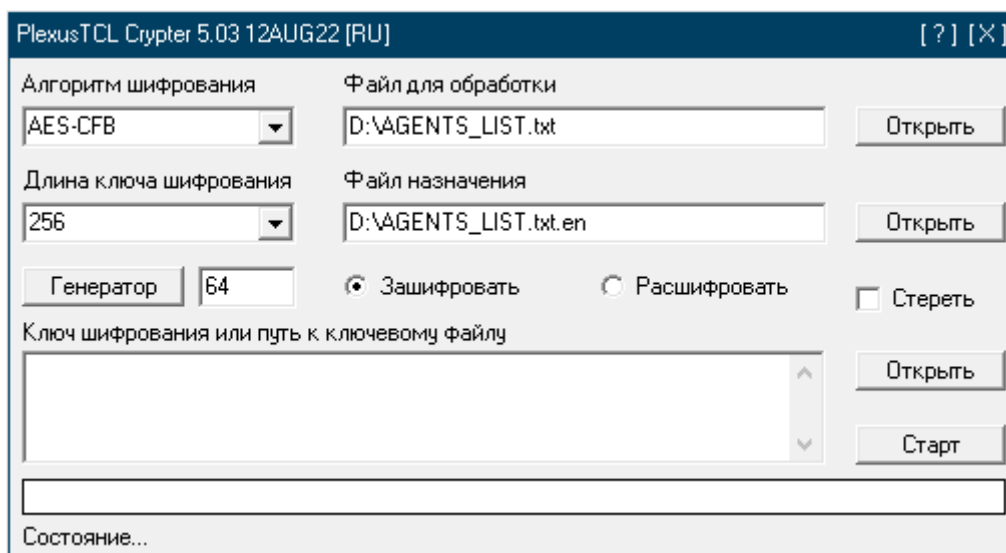 PlexusTCL Crypter 5.03 12AUG22 [RU] [ ? ] [X]
Алгоритм шифрования Файл для обработки
AES-CFB D:\AGENTS_LIST.txt Открыть
Длина ключа шифрования Файл назначения
256 D:\AGENTS_LIST.txt.en Открыть
Генератор 64 Зашифровать Расшифровать Стереть
Ключ шифрования или путь к ключевому файлу
Открыть
Старт
Состояние...